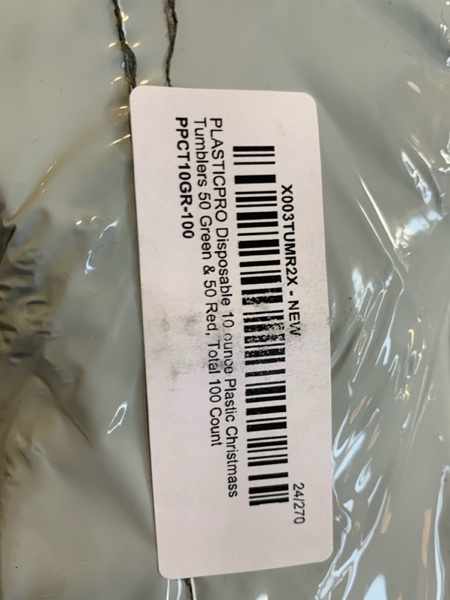 X003TUMR2X - NEW
24/270
PLASTICPRO Disposable 10 ounce Plastic Christmass
Tumblers 50 Green & 50 Red, Total 100 Count
PPCT10GR-100